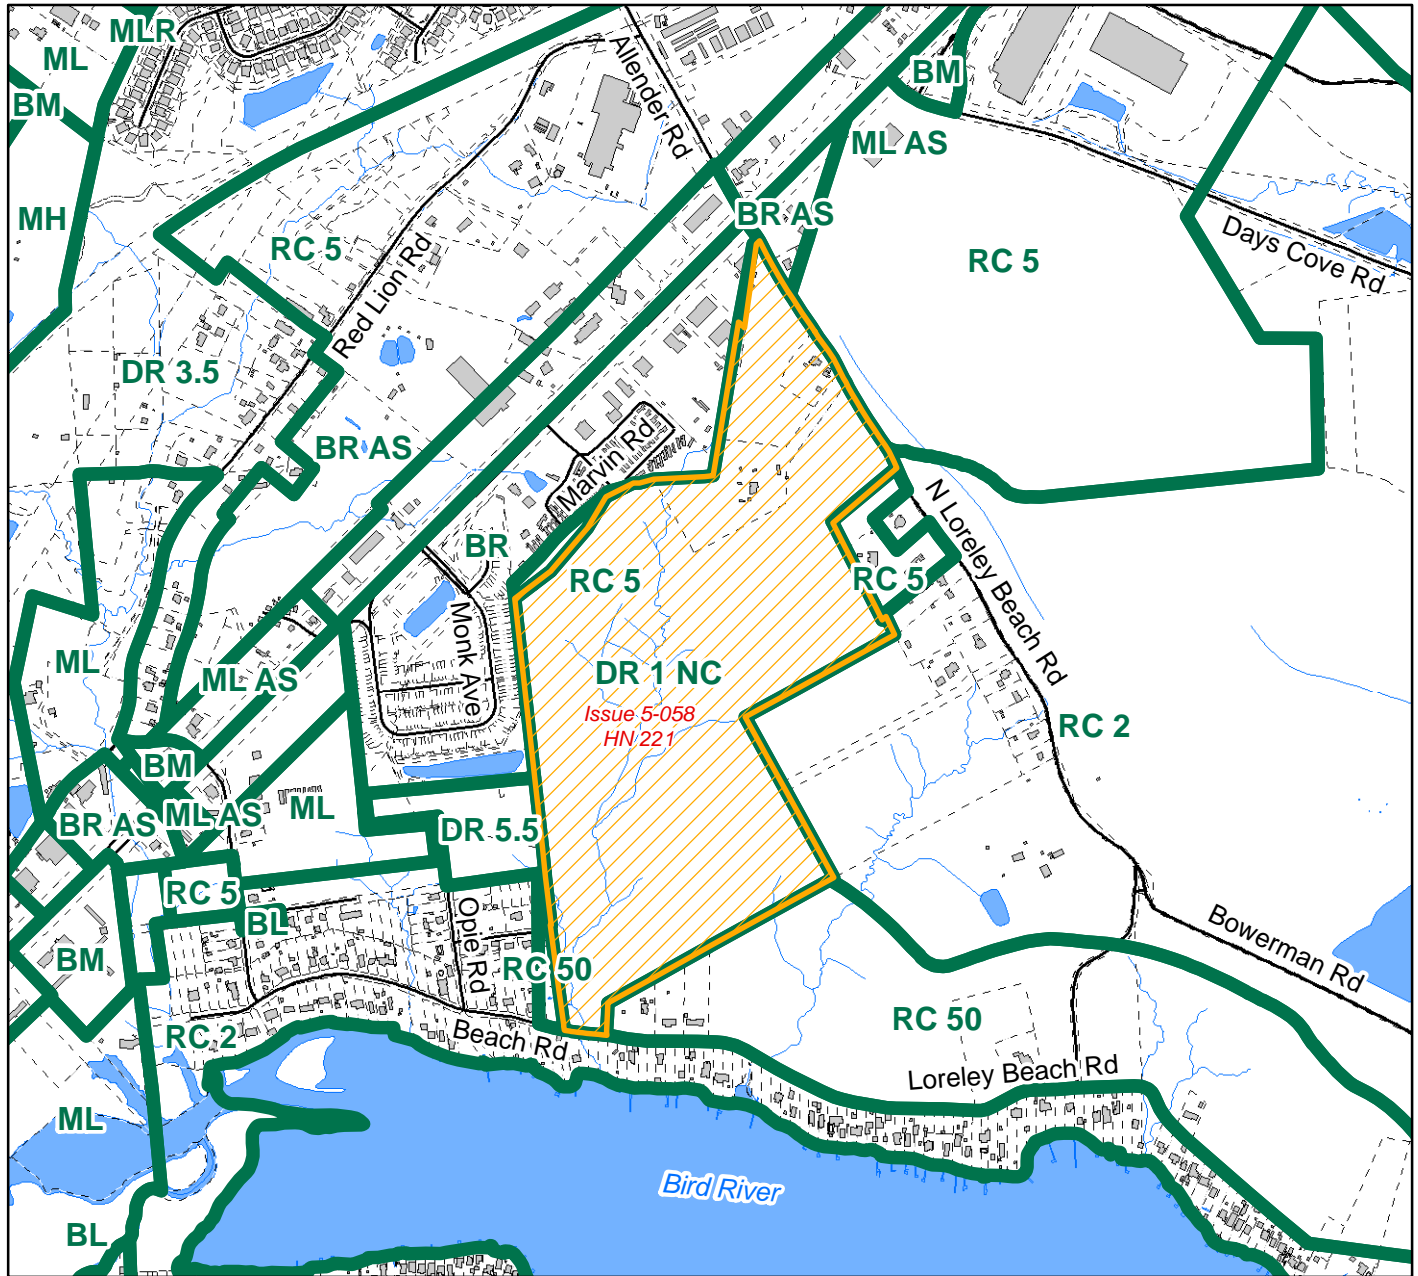 MLR
ML
BM
Allender Rd
BM
ML AS
MH
BR AS
RC 5
RC 5
Days Cove Rd
Red Lion Rd
DR 3.5
BR AS
Marvin Rd
N Loreley Beach Rd
BR
RC 5
RC 5
Monk Ave
ML
ML AS
DR 1 NC
Issue 5-058
HN 221
RC 2
BM
BR AS
ML AS
ML
DR 5.5
RC 5
BL
Opie Rd
BM
RC 50
Bowerman Rd
RC 50
RC 2
Beach Rd
Loreley Beach Rd
ML
Bird River
BL